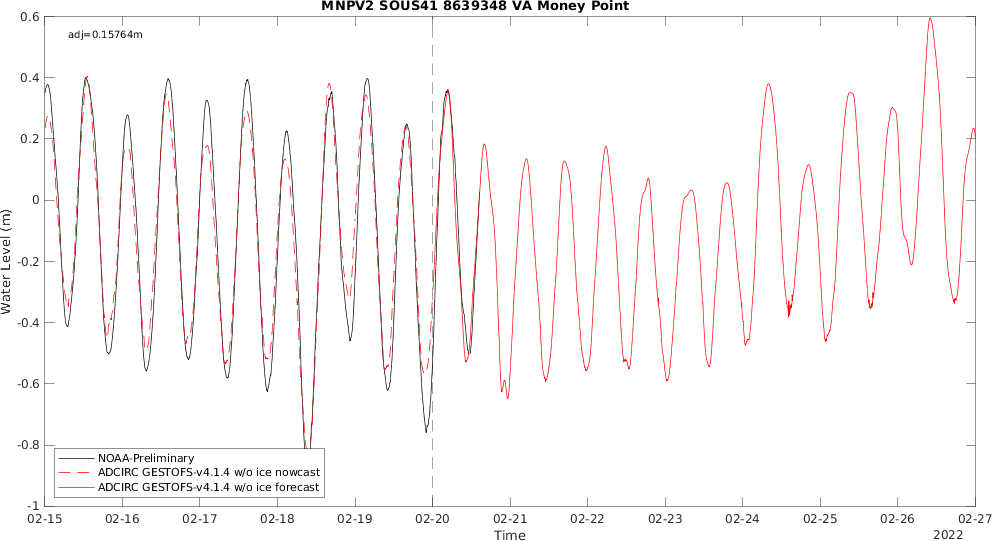 MNPV2 SOUS41 8639348 VA Money Point
adj=0.15764m
0.6
0.4
0.2
0
-0.2
-0.4
-0.6
-0.8
-1
Water Level (m)
NOAA-Preliminary
ADCIRC GESTOFS-v4.1.4 w/o ice nowcast
ADCIRC GESTOFS-v4.1.4 w/o ice forecast
02-15 02-16 02-17 02-18 02-19 02-20 02-21 02-22 02-23 02-24 02-25 02-26 02-27
Time
2022